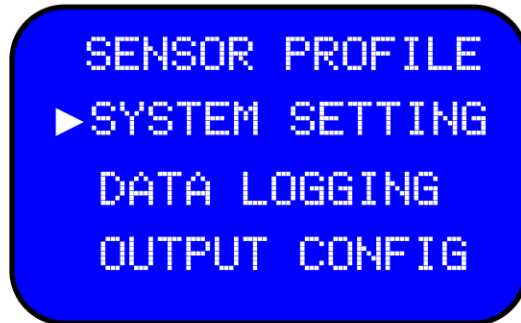 SENSOR PROFILE
▶SYSTEM SETTING
DATA LOGGING
OUTPUT CONFIG